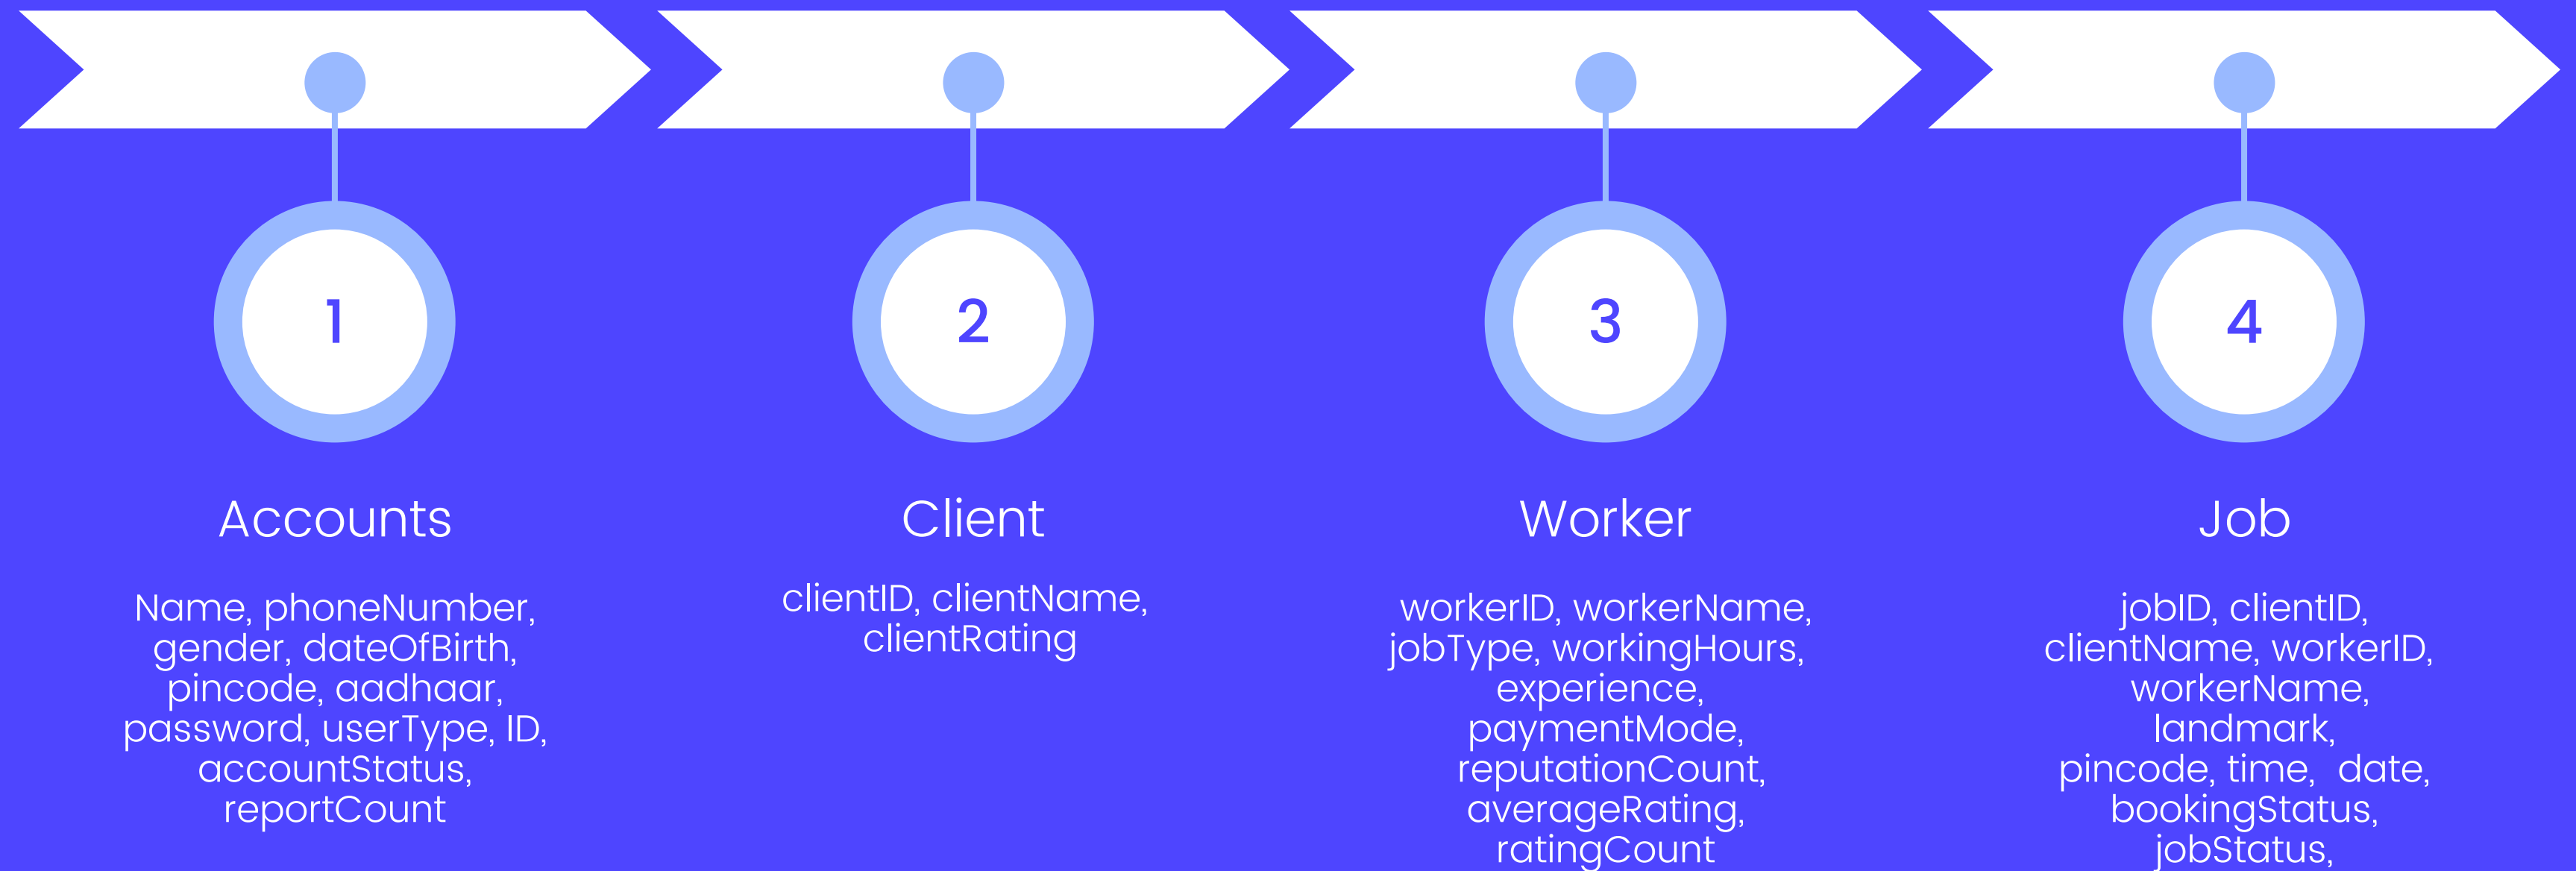 1
Accounts
Name, phoneNumber,
gender, dateOfBirth,
pincode, aadhaar,
password, userType, ID,
accountStatus,
reportCount
2
Client
clientID, clientName,
clientRating
3
Worker
workerID, workerName,
jobType, workingHours,
experience,
paymentMode,
reputationCount,
averageRating,
ratingCount
4
Job
jobID, clientID,
clientName, workerID,
workerName,
landmark,
pincode, time,  date,
bookingStatus,
jobStatus,